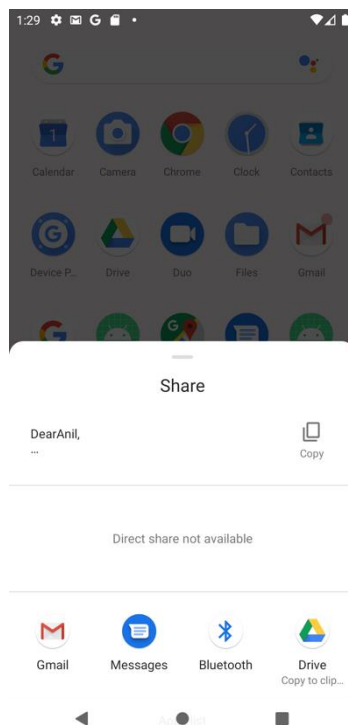 1:29
Calendar
Camera
Chrome
Clock
Contacts
Device P...
Drive
Duo
Files
Gmail
Share
DearAnil,
...
Copy
Direct share not available
Gmail
Messages
Bluetooth
Drive
Copy to clip...